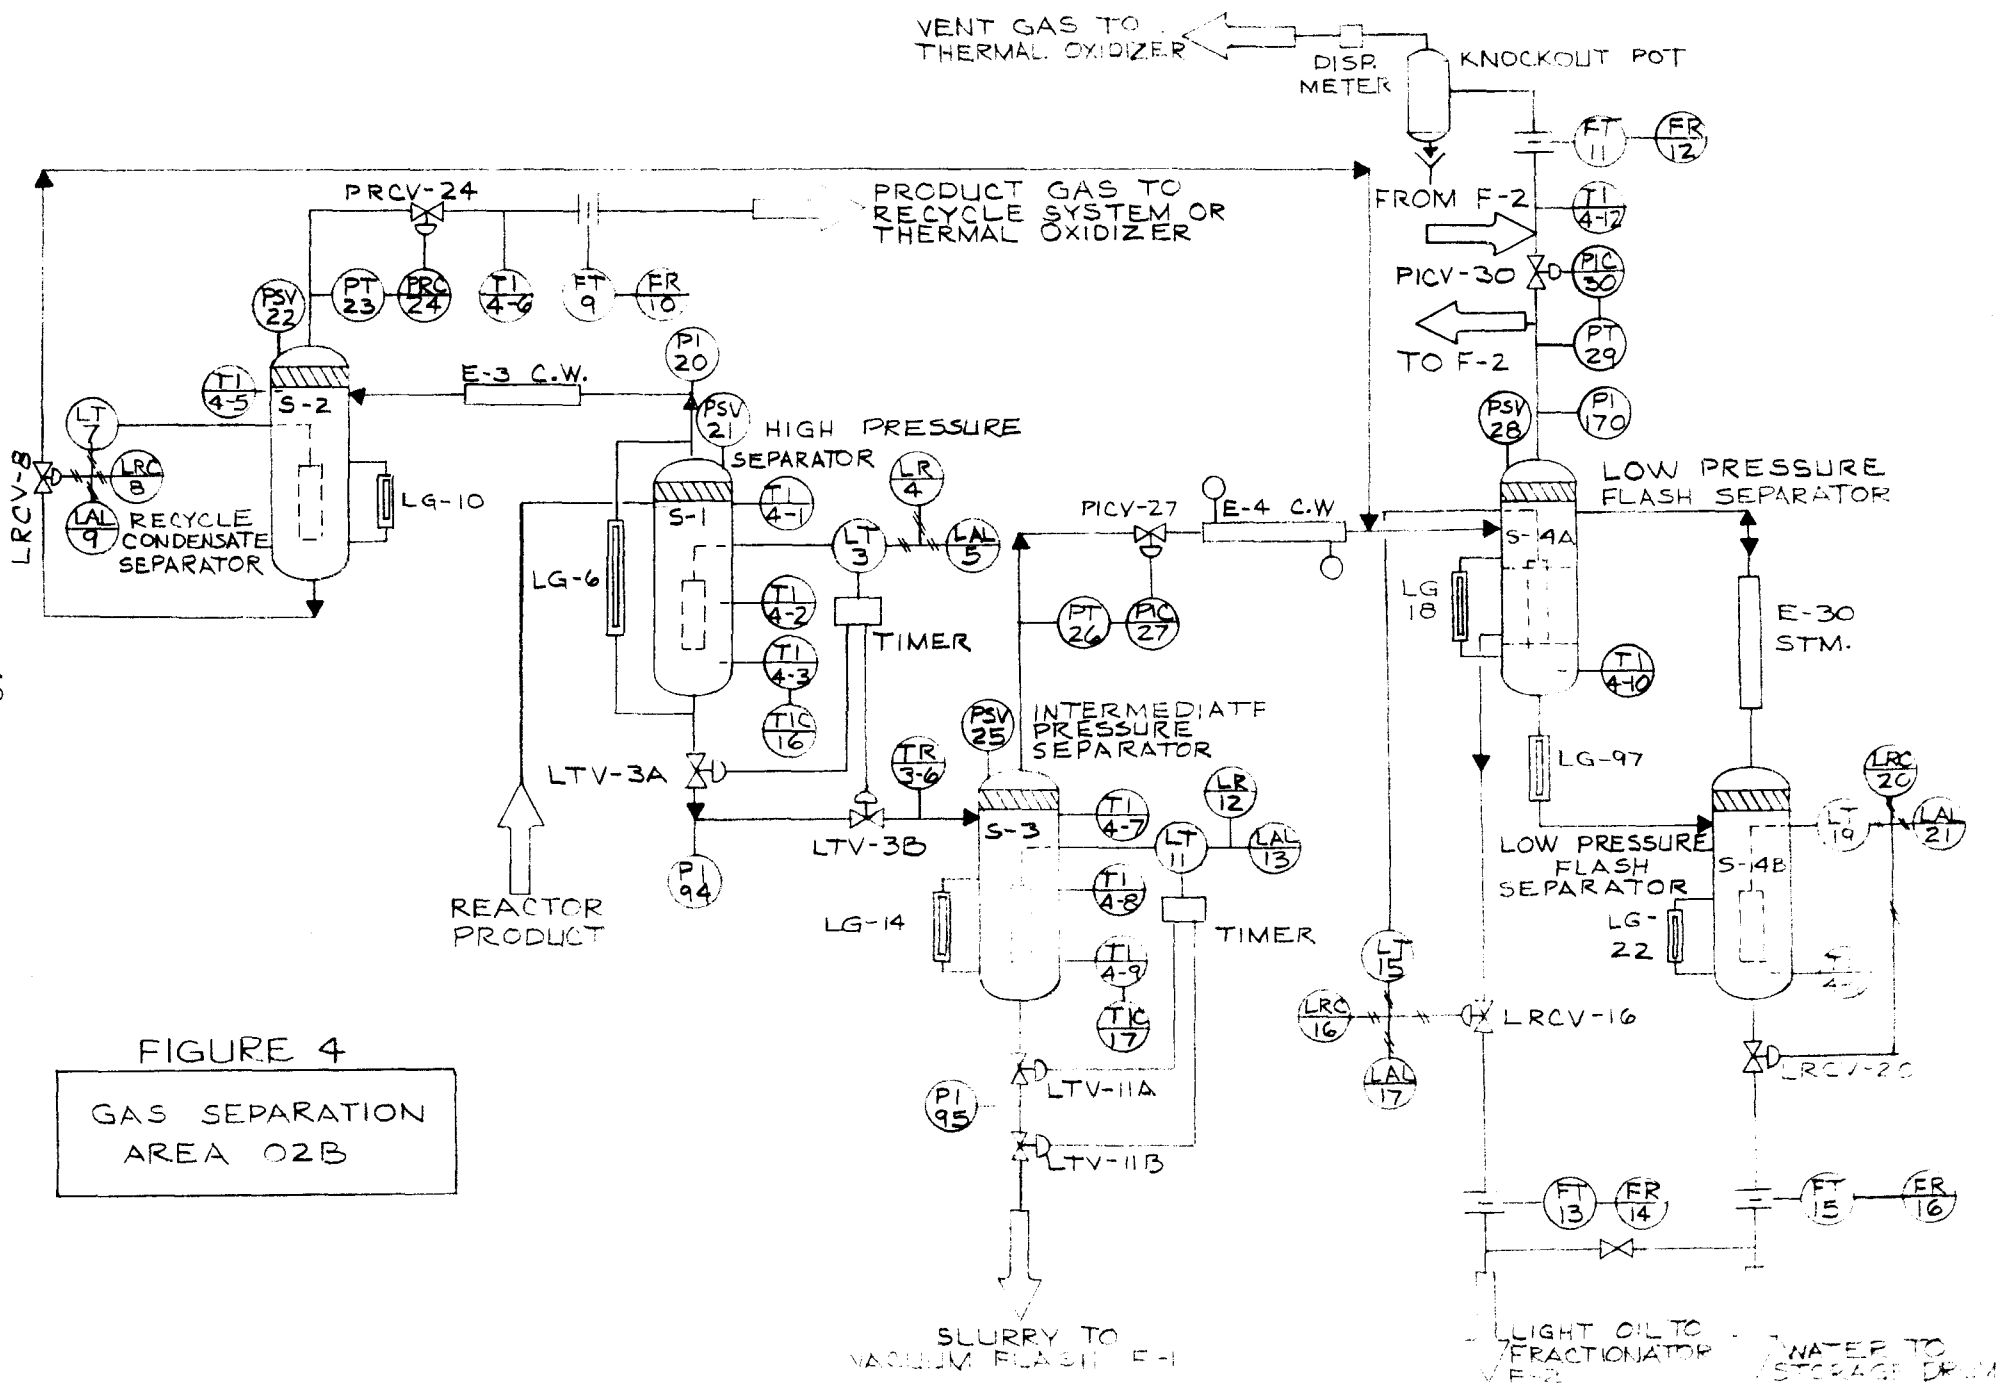 VENT GAS TO
THERMAL OXIDIZER
DISP.
METER
KNOCKOUT POT
FT
11
FR
12
FROM F-2
TI
4-12
PICV-30
PIC
30
TO F-2
PT
29
PI
170
PSV
28
LOW PRESSURE
FLASH SEPARATOR
PRCV-24
PRODUCT GAS TO
RECYCLE SYSTEM OR
THERMAL OXIDIZER
PSV
22
PT
23
PRC
24
TI
4-6
FT
9
FR
10
PI
20
E-3 C.W.
TI
4-5
S-2
LT
7
LRCV-8
LRC
8
LAL
9
RECYCLE
CONDENSATE
SEPARATOR
LG-10
PSV
21
HIGH PRESSURE
SEPARATOR
S-1
TI
4-1
LR
4
LT
3
LAL
5
LG-6
TI
4-2
TIMER
TI
4-3
TIC
16
LTV-3A
TR
3-6
LTV-3B
PI
94
REACTOR
PRODUCT
PICV-27
E-4 C.W
PT
26
PIC
27
PSV
25
INTERMEDIATE
PRESSURE
SEPARATOR
S-3
TI
4-7
LR
12
LT
11
LAL
13
TI
4-8
LG-14
TIMER
TI
4-9
TIC
17
LTV-11A
PI
95
LTV-11B
SLURRY TO
VACUUM FLASH F-1
S-4A
LG
18
TI
4-10
E-30
STM.
LG-97
LRC
20
LT
19
LAL
21
LOW PRESSURE
FLASH
SEPARATOR
S-4B
LG-
22
LT
15
LRC
16
LRCV-16
LAL
17
LRCV-20
FT
13
FR
14
FT
15
FR
16
LIGHT OIL TO
FRACTIONATOR
F-2
WATER TO
STORAGE DRUM
FIGURE 4
GAS SEPARATION
AREA 02B